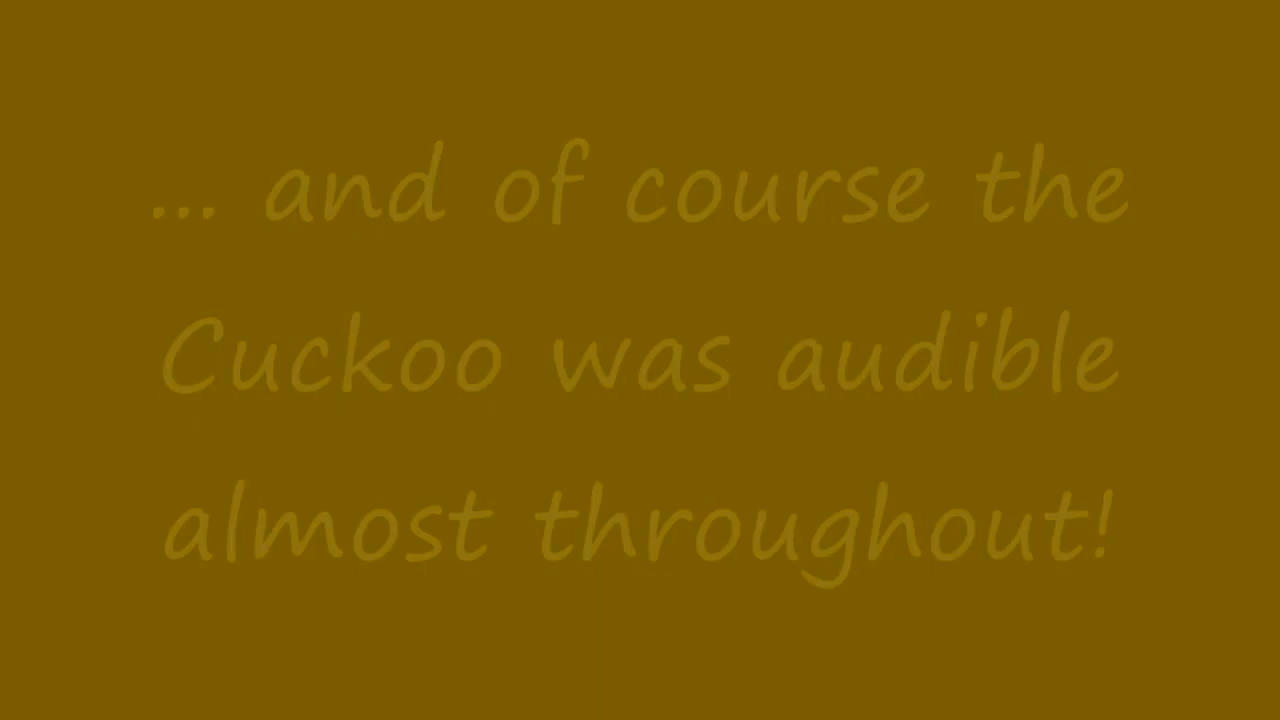 ... and of course the
Cuckoo was audible
almost throughout!